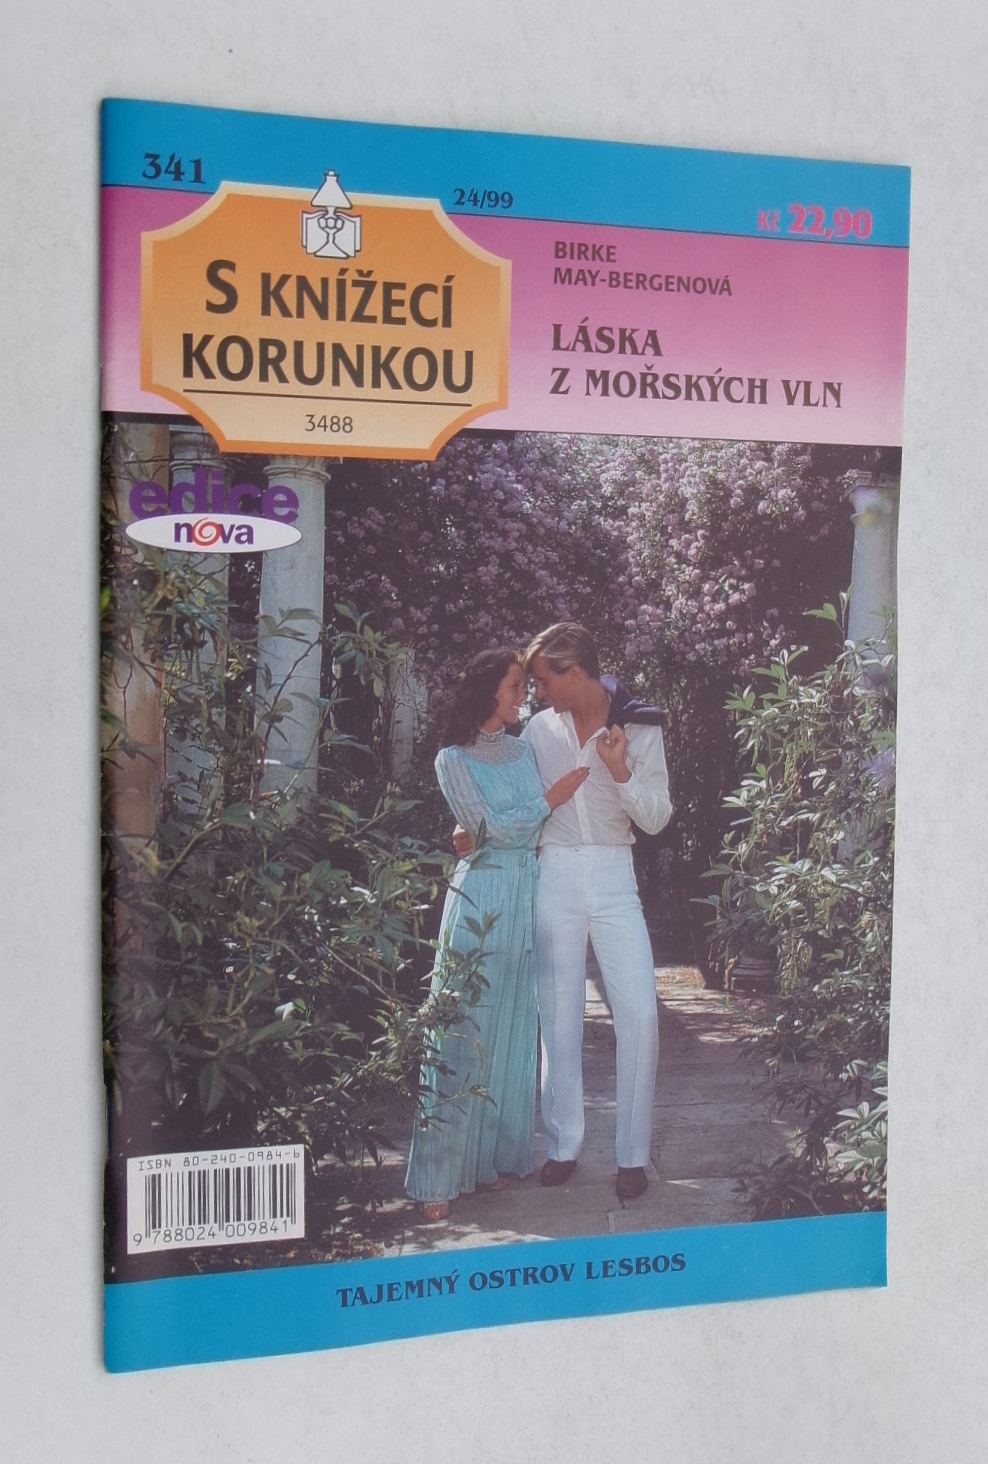 341
24/99
Kč 22,90
S KNÍŽECÍ
KORUNKOU
3488
BIRKE
MAY-BERGENOVÁ
LÁSKA
Z MOŘSKÝCH VLN
edice
nova
ISBN 80-240-0984-6
9 788024 009841
TAJEMNÝ OSTROV LESBOS